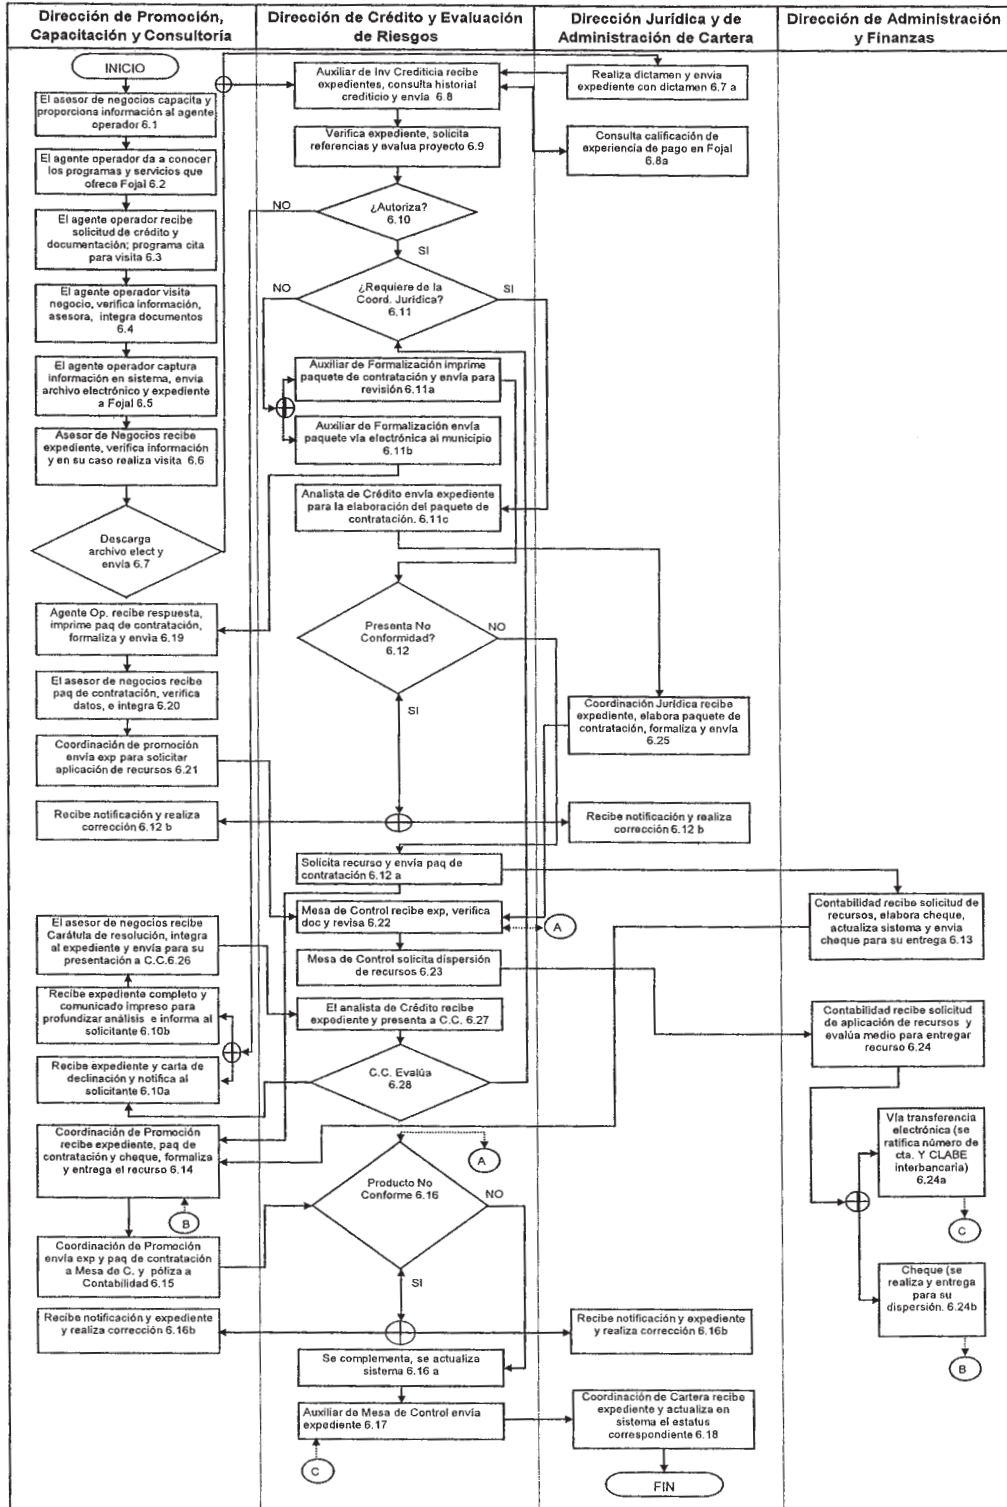 Dirección de Promoción,
Capacitación y Consultoría
Dirección de Crédito y Evaluación
de Riesgos
Dirección Jurídica y de
Administración de Cartera
Dirección de Administración
y Finanzas
INICIO
El asesor de negocios capacita y
proporciona información al agente
operador 6.1
El agente operador da a conocer
los programas y servicios que
ofrece Fojal 6.2
El agente operador recibe
solicitud de crédito y
documentación; programa cita
para visita 6.3
El agente operador visita
negocio, verifica información,
asesora, integra documentos
6.4
El agente operador captura
información en sistema, envía
archivo electrónico y expediente
a Fojal 6.5
Asesor de Negocios recibe
expediente, verifica información
y en su caso realiza visita 6.6
Descarga
archivo elect y
envía 6.7
Agente Op. recibe respuesta,
imprime paq de contratación,
formaliza y envia 6.19
El asesor de negocios recibe
paq de contratación, verifica
datos, e integra 6.20
Coordinación de promoción
envía exp para solicitar
aplicación de recursos 6.21
Recibe notificación y realiza
corrección 6.12 b
El asesor de negocios recibe
Carátula de resolución, integra
al expediente y envía para su
presentación a C.C.6.26
Recibe expediente completo y
comunicado impreso para
profundizar análisis e informa al
solicitante 6.10b
Recibe expediente y carta de
declinación y notifica al
solicitante 6.10a
Coordinación de Promoción
recibe expediente, paq de
contratación y cheque, formaliza
y entrega el recurso 6.14
B
Coordinación de Promoción
envía exp y paq de contratación
a Mesa de C. y póliza a
Contabilidad 6.15
Recibe notificación y expediente
y realiza corrección 6.16b
Auxiliar de Inv Crediticia recibe
expedientes, consulta historial
crediticio y envía 6.8
Verifica expediente, solicita
referencias y evalua proyecto 6.9
NO
¿Autoriza?
6.10
SI
NO
¿Requiere de la
Coord. Jurídica?
6.11
SI
Auxiliar de Formalización imprime
paquete de contratación y envía para
revisión 6.11a
Auxiliar de Formalización envía
paquete vía electrónica al municipio
6.11b
Analista de Crédito envía expediente
para la elaboración del paquete
de contratación. 6.11c
Presenta No
Conformidad?
6.12
NO
SI
Solicita recurso y envía paq de
contratación 6.12 a
Mesa de Control recibe exp, verifica
doc y revisa 6.22
A
Mesa de Control solicita dispersión
de recursos 6.23
El analista de Crédito recibe
expediente y presenta a C.C. 6.27
C.C. Evalúa
6.28
A
Producto No
Conforme 6.16
NO
SI
Se complementa, se actualiza
sistema 6.16 a
Auxiliar de Mesa de Control envía
expediente 6.17
C
Realiza dictamen y envia
expediente con dictamen 6.7 a
Consulta calificación de
experiencia de pago en Fojal
6.8a
Coordinación Jurídica recibe
expediente, elabora paquete de
contratación, formaliza y envía
6.25
Recibe notificación y realiza
corrección 6.12 b
Recibe notificación y expediente
y realiza corrección 6.16b
Coordinación de Cartera recibe
expediente y actualiza en
sistema el estatus
correspondiente 6.18
FIN
Contabilidad recibe solicitud de
recursos, elabora cheque,
actualiza sistema y envia
cheque para su entrega 6.13
Contabilidad recibe solicitud
de aplicación de recursos y
evalúa medio para entregar
recurso 6.24
Vía transferencia
electrónica (se
ratifica número de
cta. Y CLABE
interbancaria)
6.24a
C
Cheque (se
realiza y entrega
para su
dispersión. 6.24b
B